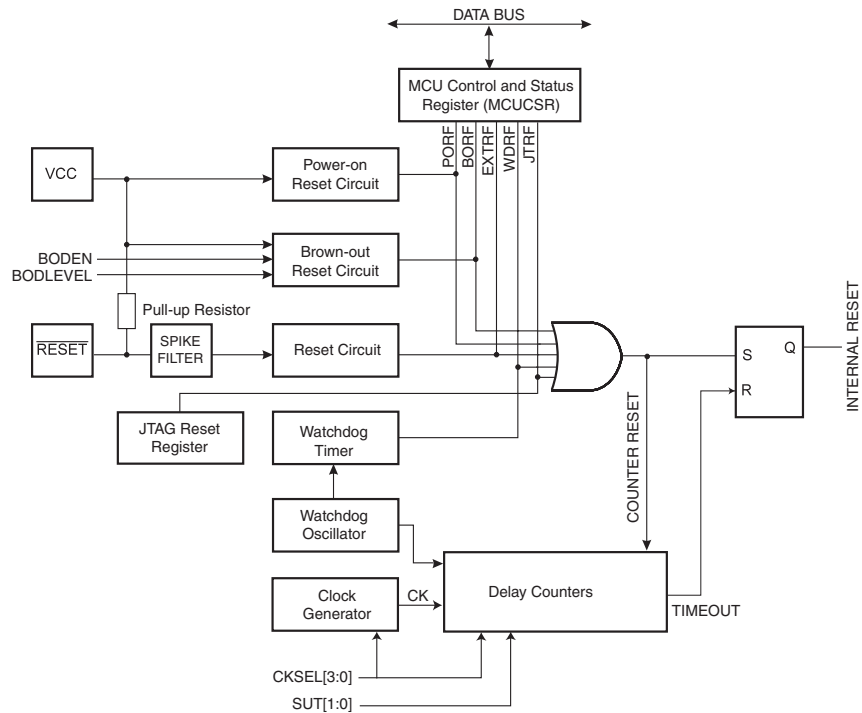 DATA BUS
MCU Control and Status
Register (MCUCSR)
PORF
BORF
EXTRF
WDRF
JTRF
VCC
Power-on
Reset Circuit
BODEN
BODLEVEL
Brown-out
Reset Circuit
Pull-up Resistor
RESET
SPIKE
FILTER
Reset Circuit
S
Q
R
INTERNAL RESET
JTAG Reset
Register
Watchdog
Timer
COUNTER RESET
Watchdog
Oscillator
Clock
Generator
CK
Delay Counters
TIMEOUT
CKSEL[3:0]
SUT[1:0]